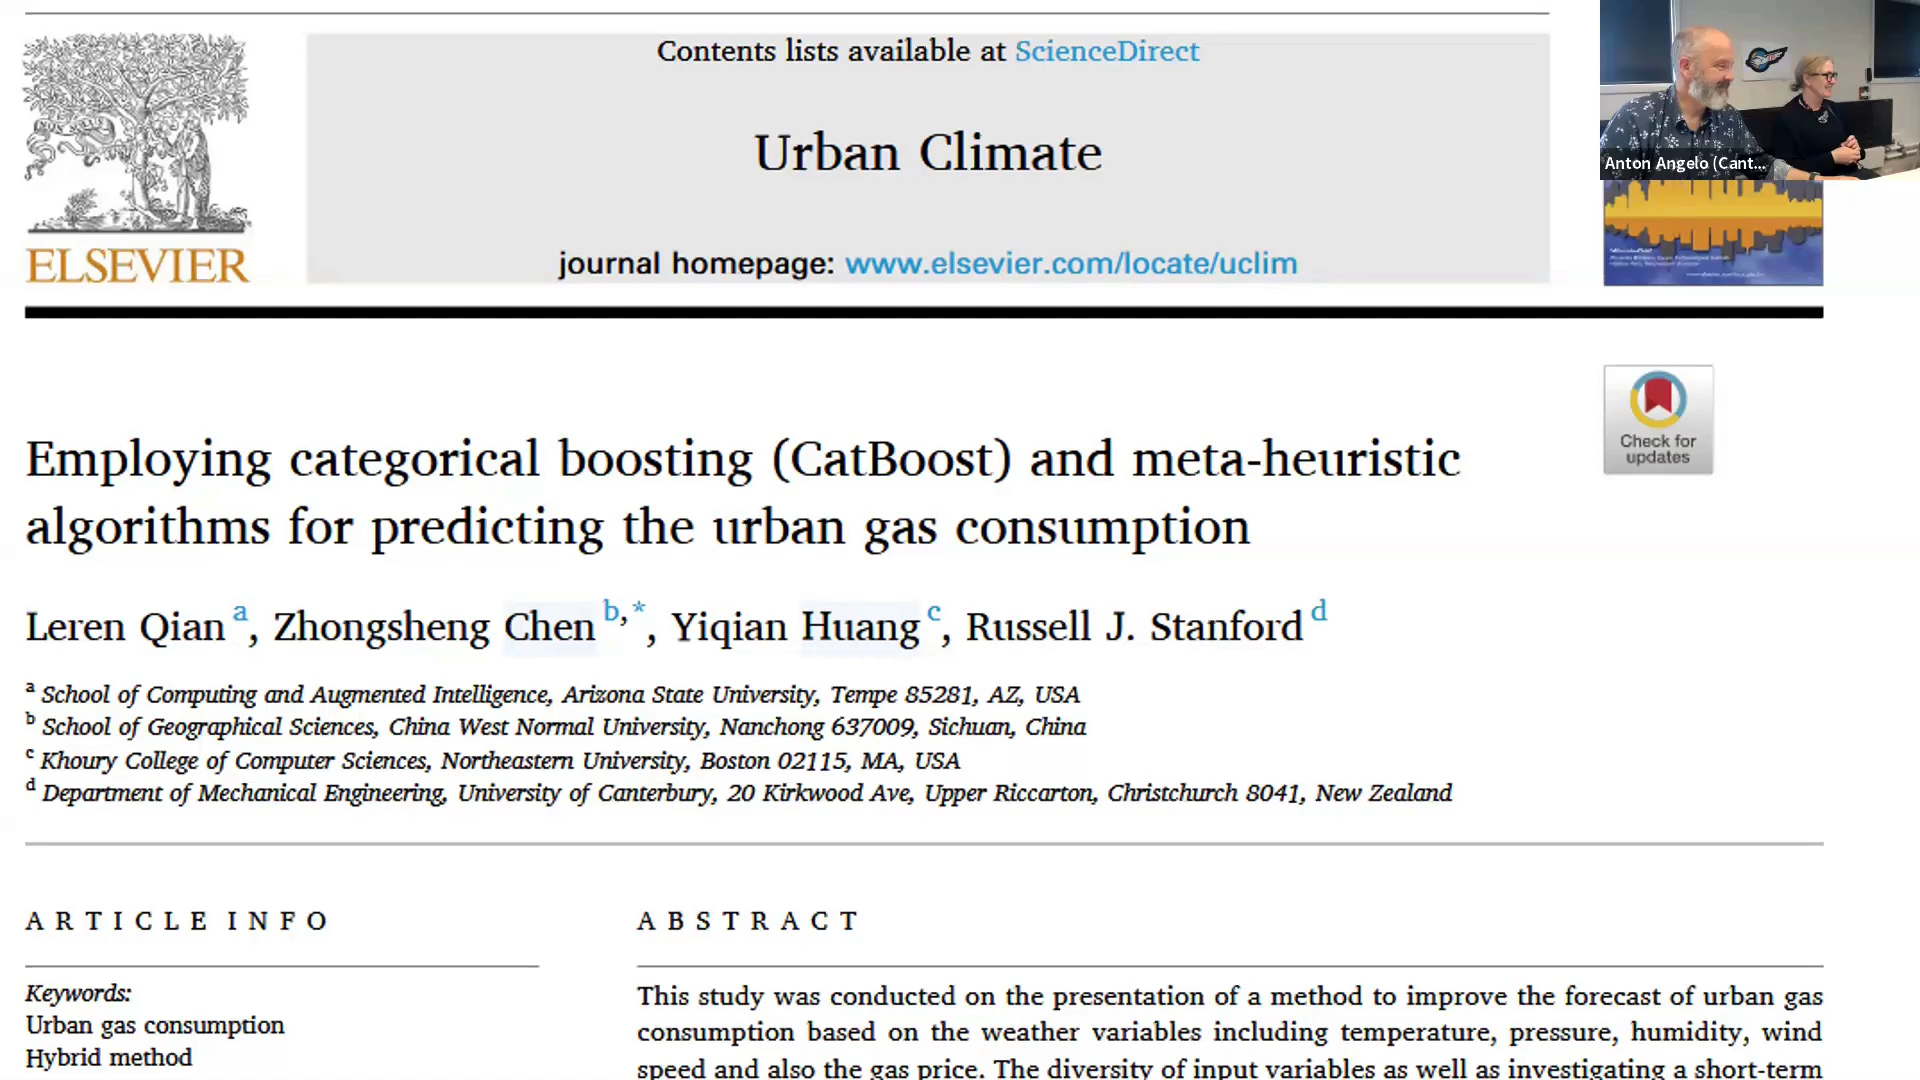 Contents lists available at ScienceDirect
Urban Climate
journal homepage: www.elsevier.com/locate/uclim
ELSEVIER
Anton Angelo (Cant...
Check for
updates
Employing categorical boosting (CatBoost) and meta-heuristic
algorithms for predicting the urban gas consumption
Leren Qian a, Zhongsheng Chen b,*, Yiqian Huang c, Russell J. Stanford d
a School of Computing and Augmented Intelligence, Arizona State University, Tempe 85281, AZ, USA
b School of Geographical Sciences, China West Normal University, Nanchong 637009, Sichuan, China
c Khoury College of Computer Sciences, Northeastern University, Boston 02115, MA, USA
d Department of Mechanical Engineering, University of Canterbury, 20 Kirkwood Ave, Upper Riccarton, Christchurch 8041, New Zealand
ARTICLE INFO
Keywords:
Urban gas consumption
Hybrid method
ABSTRACT
This study was conducted on the presentation of a method to improve the forecast of urban gas
consumption based on the weather variables including temperature, pressure, humidity, wind
speed and also the gas price. The diversity of input variables as well as investigating a short-term